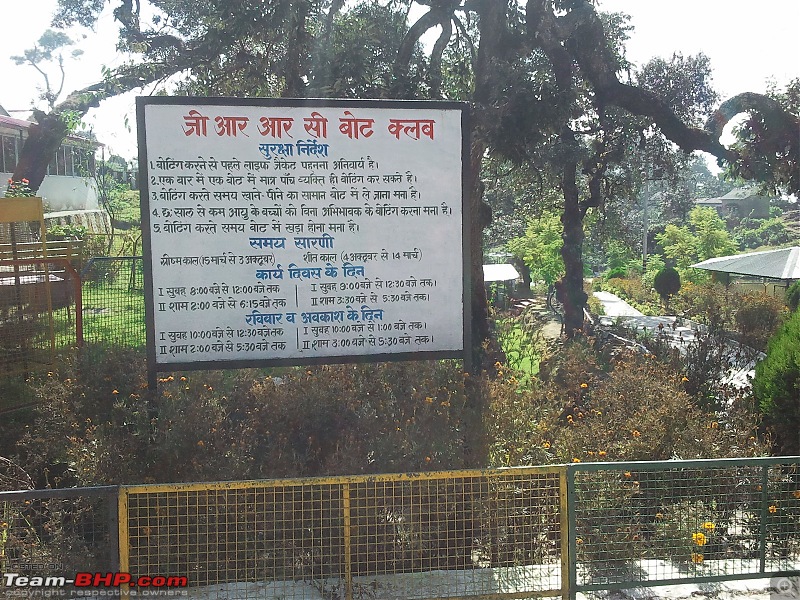 जी आर आर सी बोट क्लब
सुरक्षा निर्देश
1. बोटिंग करने से पहले लाइफ जैकेट पहनना अनिवार्य है।
2. एक बार में एक बोट में मात्र पाँच व्यक्ति ही बोटिंग कर सकते हैं।
3. बोटिंग करते समय खाने-पीने का सामान बोट में ले जाना मना है।
4. छः साल से कम आयु के बच्चों को बिना अभिभावक के बोटिंग करना मना है।
5. बोटिंग करते समय बोट में खड़ा होना मना है।
समय सारणी
ग्रीष्मकाल (15 मार्च से 3 अक्टूबर) शीत काल (4 अक्टूबर से 14 मार्च)
कार्य दिवस के दिन
I सुबह 8:00 बजे से 12:30 बजे तक I सुबह 9:00 बजे से 12:30 बजे तक।
II शाम 2:00 बजे से 6:15 बजे तक II शाम 3:30 बजे से 5:30 बजे तक।
रविवार व अवकाश के दिन
I सुबह 10:00 बजे से 12:30 बजे तक I सुबह 10:00 बजे से 1:00 बजे तक।
II शाम 2:00 बजे से 5:30 बजे तक II शाम 3:00 बजे से 5:30 बजे तक।
Team-BHP.com
copyright respective owners